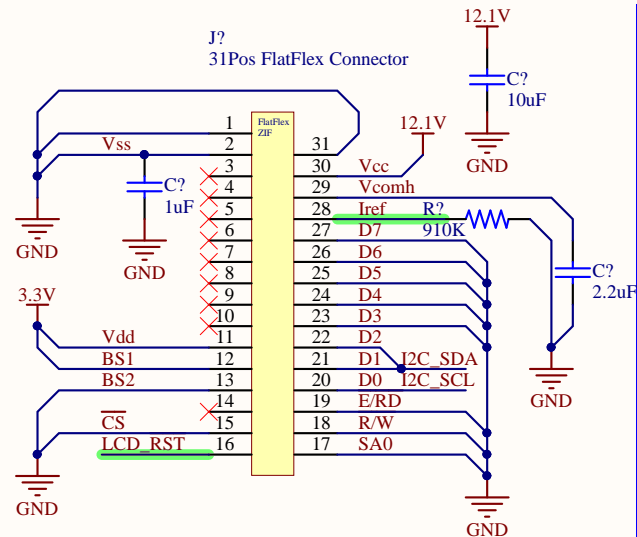 12.1V
J?
31Pos FlatFlex Connector
C?
10uF
GND
FlatFlex
ZIF
12.1V
1
2
3
4
5
6
7
8
9
10
11
12
13
14
15
16
31
30
29
28
27
26
25
24
23
22
21
20
19
18
17
Vss
C?
1uF
GND
GND
3.3V
Vdd
BS1
BS2
CS
LCD_RST
GND
Vcc
Vcomh
Iref
R?
910K
D7
D6
D5
D4
D3
D2
D1
I2C_SDA
D0
I2C_SCL
E/RD
R/W
SA0
C?
2.2uF
GND
GND